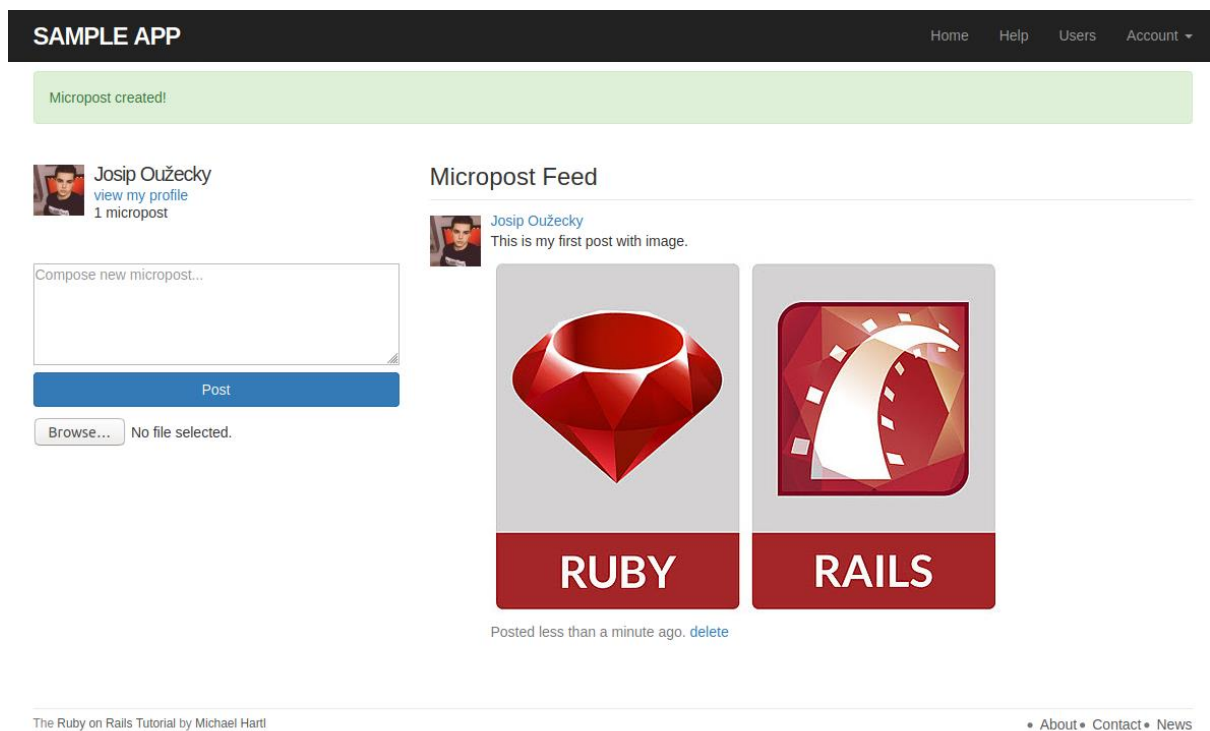 SAMPLE APP
Home Help Users Account
Micropost created!
Josip Oužecky
view my profile
1 micropost
Compose new micropost...
Post
Browse... No file selected.
Micropost Feed
Josip Oužecky
This is my first post with image.
RUBY RAILS
Posted less than a minute ago. delete
The Ruby on Rails Tutorial by Michael Hartl
• About • Contact • News